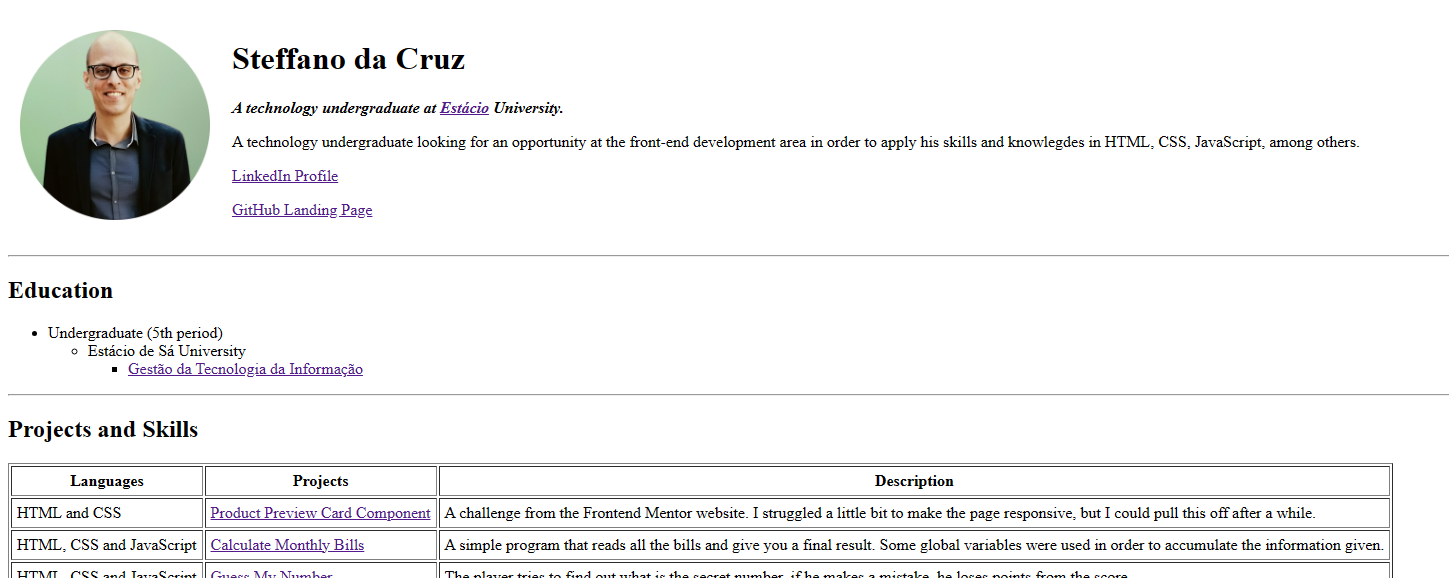 Steffano da Cruz
A technology undergraduate at Estácio University.
A technology undergraduate looking for an opportunity at the front-end development area in order to apply his skills and knowlegdes in HTML, CSS, JavaScript, among others.
LinkedIn Profile
GitHub Landing Page
Education
Undergraduate (5th period)
Estácio de Sá University
Gestão da Tecnologia da Informação
Projects and Skills
Languages Projects Description
HTML and CSS Product Preview Card Component A challenge from the Frontend Mentor website. I struggled a little bit to make the page responsive, but I could pull this off after a while.
HTML, CSS and JavaScript Calculate Monthly Bills A simple program that reads all the bills and give you a final result. Some global variables were used in order to accumulate the information given.
HTML, CSS and JavaScript Guess My Number The player tries to find out what is the secret number, if he makes a mistake, he loses points from the score.